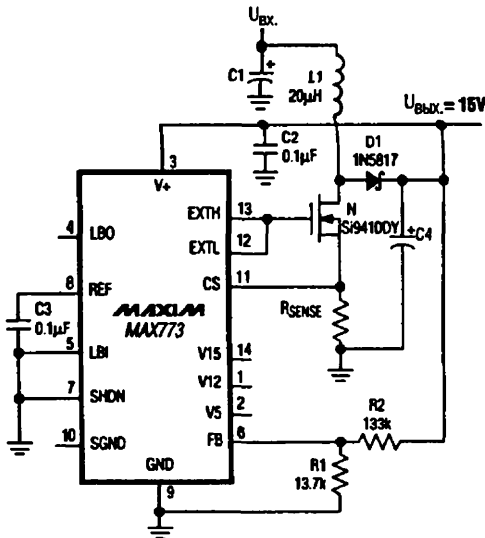 Uвх.
C1 +
L1
20µH
Uвых.= 15V
C2
0.1µF
D1
1N5817
3
V+
EXTH 13
N
Si9410DY
+ C4
4 LBO
EXTL 12
8 REF
CS 11
C3
0.1µF
MAXIM
MAX773
RSENSE
5 LBI
V15 14
7 SHDN
V12 1
V5 2
R2
133k
10 SGND
FB 6
GND
R1
13.7k
9